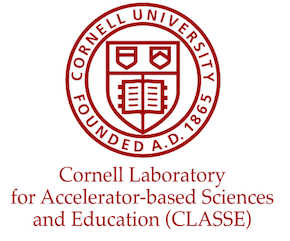 CORNELL UNIVERSITY
FOUNDED A.D. 1865
Cornell Laboratory
for Accelerator-based Sciences
and Education (CLASSE)